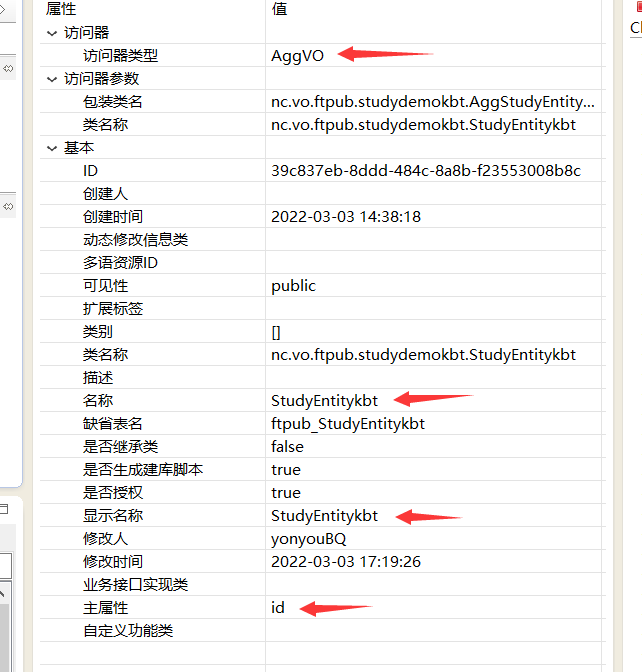 属性 值
访问器
访问器类型 AggVO
访问器参数
包装类名 nc.vo.ftpub.studydemokbt.AggStudyEntity...
类名称 nc.vo.ftpub.studydemokbt.StudyEntitykbt
基本
ID 39c837eb-8ddd-484c-8a8b-f23553008b8c
创建人
创建时间 2022-03-03 14:38:18
动态修改信息类
多语资源ID
可见性 public
扩展标签
类别 []
类名称 nc.vo.ftpub.studydemokbt.StudyEntitykbt
描述
名称 StudyEntitykbt
缺省表名 ftpub_StudyEntitykbt
是否继承类 false
是否生成建库脚本 true
是否授权 true
显示名称 StudyEntitykbt
修改人 yonyouBQ
修改时间 2022-03-03 17:19:26
业务接口实现类
主属性 id
自定义功能类